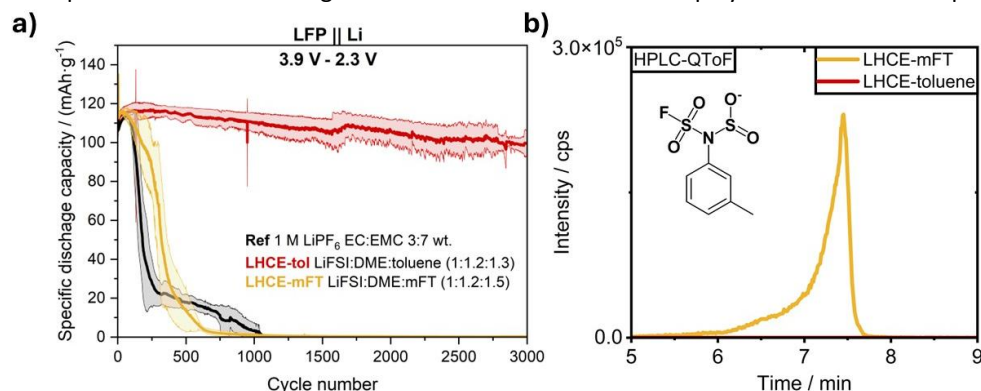 a)
LFP || Li
3.9 V - 2.3 V
Specific discharge capacity / (mAh·g⁻¹)
140
120
100
80
60
40
20
0
Ref 1 M LiPF₆ EC:EMC 3:7 wt.
LHCE-tol LiFSI:DME:toluene (1:1.2:1.3)
LHCE-mFT LiFSI:DME:mFT (1:1.2:1.5)
0 500 1000 1500 2000 2500 3000
Cycle number
b)
3.0×10⁵
HPLC-QToF
LHCE-mFT
LHCE-toluene
Intensity / cps
O O⁻
F S S
O N O
0.0
5 6 7 8 9
Time / min